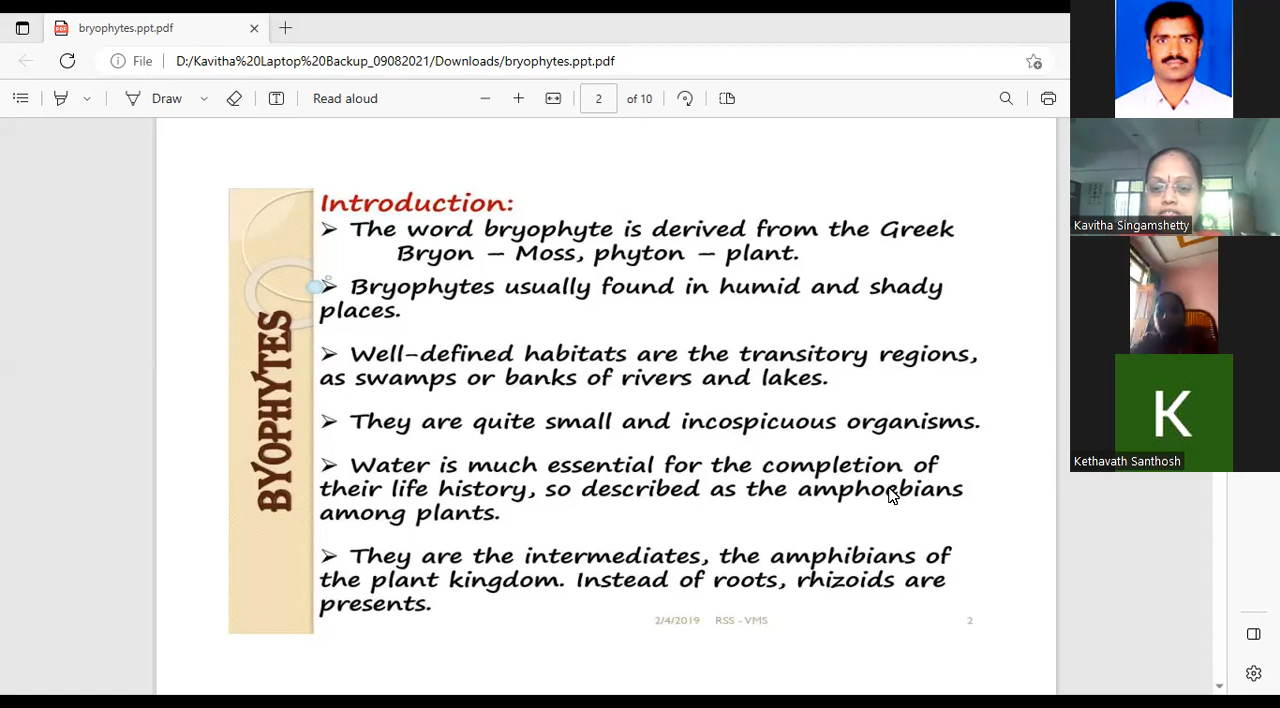 bryophytes.ppt.pdf
File
D:/Kavitha%20Laptop%20Backup_09082021/Downloads/bryophytes.ppt.pdf
Draw
Read aloud
2
of 10
BYOPHYTES
Introduction:
➢ The word bryophyte is derived from the Greek
Bryon – Moss, phyton – plant.
➢ Bryophytes usually found in humid and shady
places.
➢ Well-defined habitats are the transitory regions,
as swamps or banks of rivers and lakes.
➢ They are quite small and incospicuous organisms.
➢ Water is much essential for the completion of
their life history, so described as the amphoebians
among plants.
➢ They are the intermediates, the amphibians of
the plant kingdom. Instead of roots, rhizoids are
presents.
2/4/2019 RSS - VMS 2
Kavitha Singamshetty
K
Kethavath Santhosh